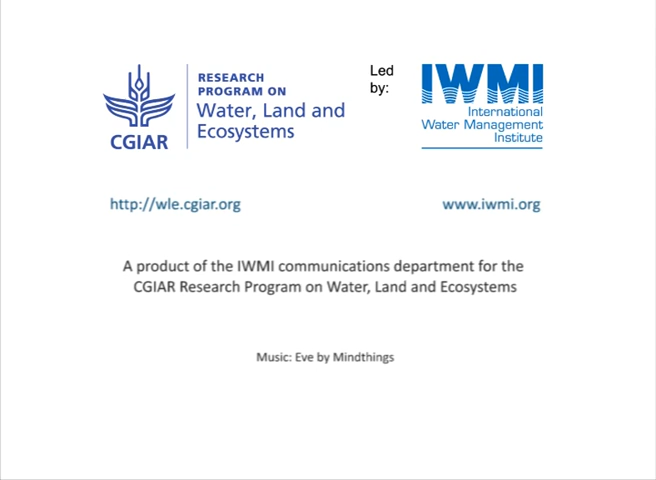 CGIAR
RESEARCH
PROGRAM ON
Water, Land and
Ecosystems
Led
by:
IWMI
International
Water Management
Institute
http://wle.cgiar.org
www.iwmi.org
A product of the IWMI communications department for the
CGIAR Research Program on Water, Land and Ecosystems
Music: Eve by Mindthings